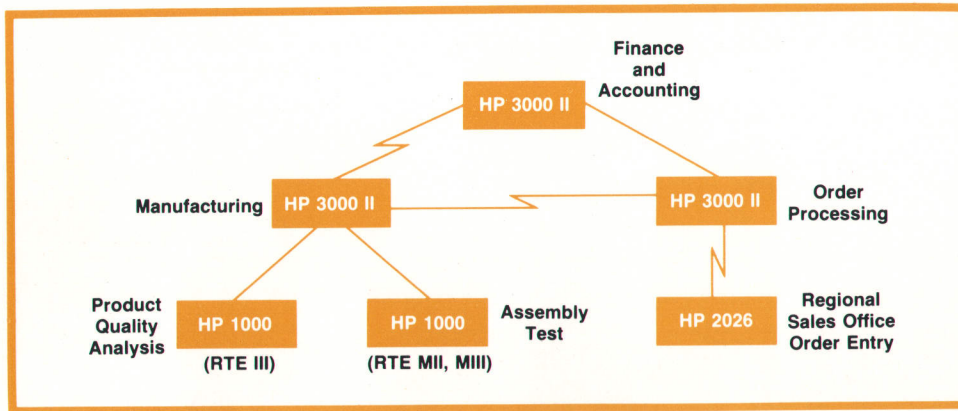 Finance
and
Accounting
HP 3000 II
Manufacturing
HP 3000 II
HP 3000 II
Order
Processing
Product
Quality
Analysis
HP 1000
(RTE III)
HP 1000
(RTE MII, MIII)
Assembly
Test
HP 2026
Regional
Sales Office
Order Entry